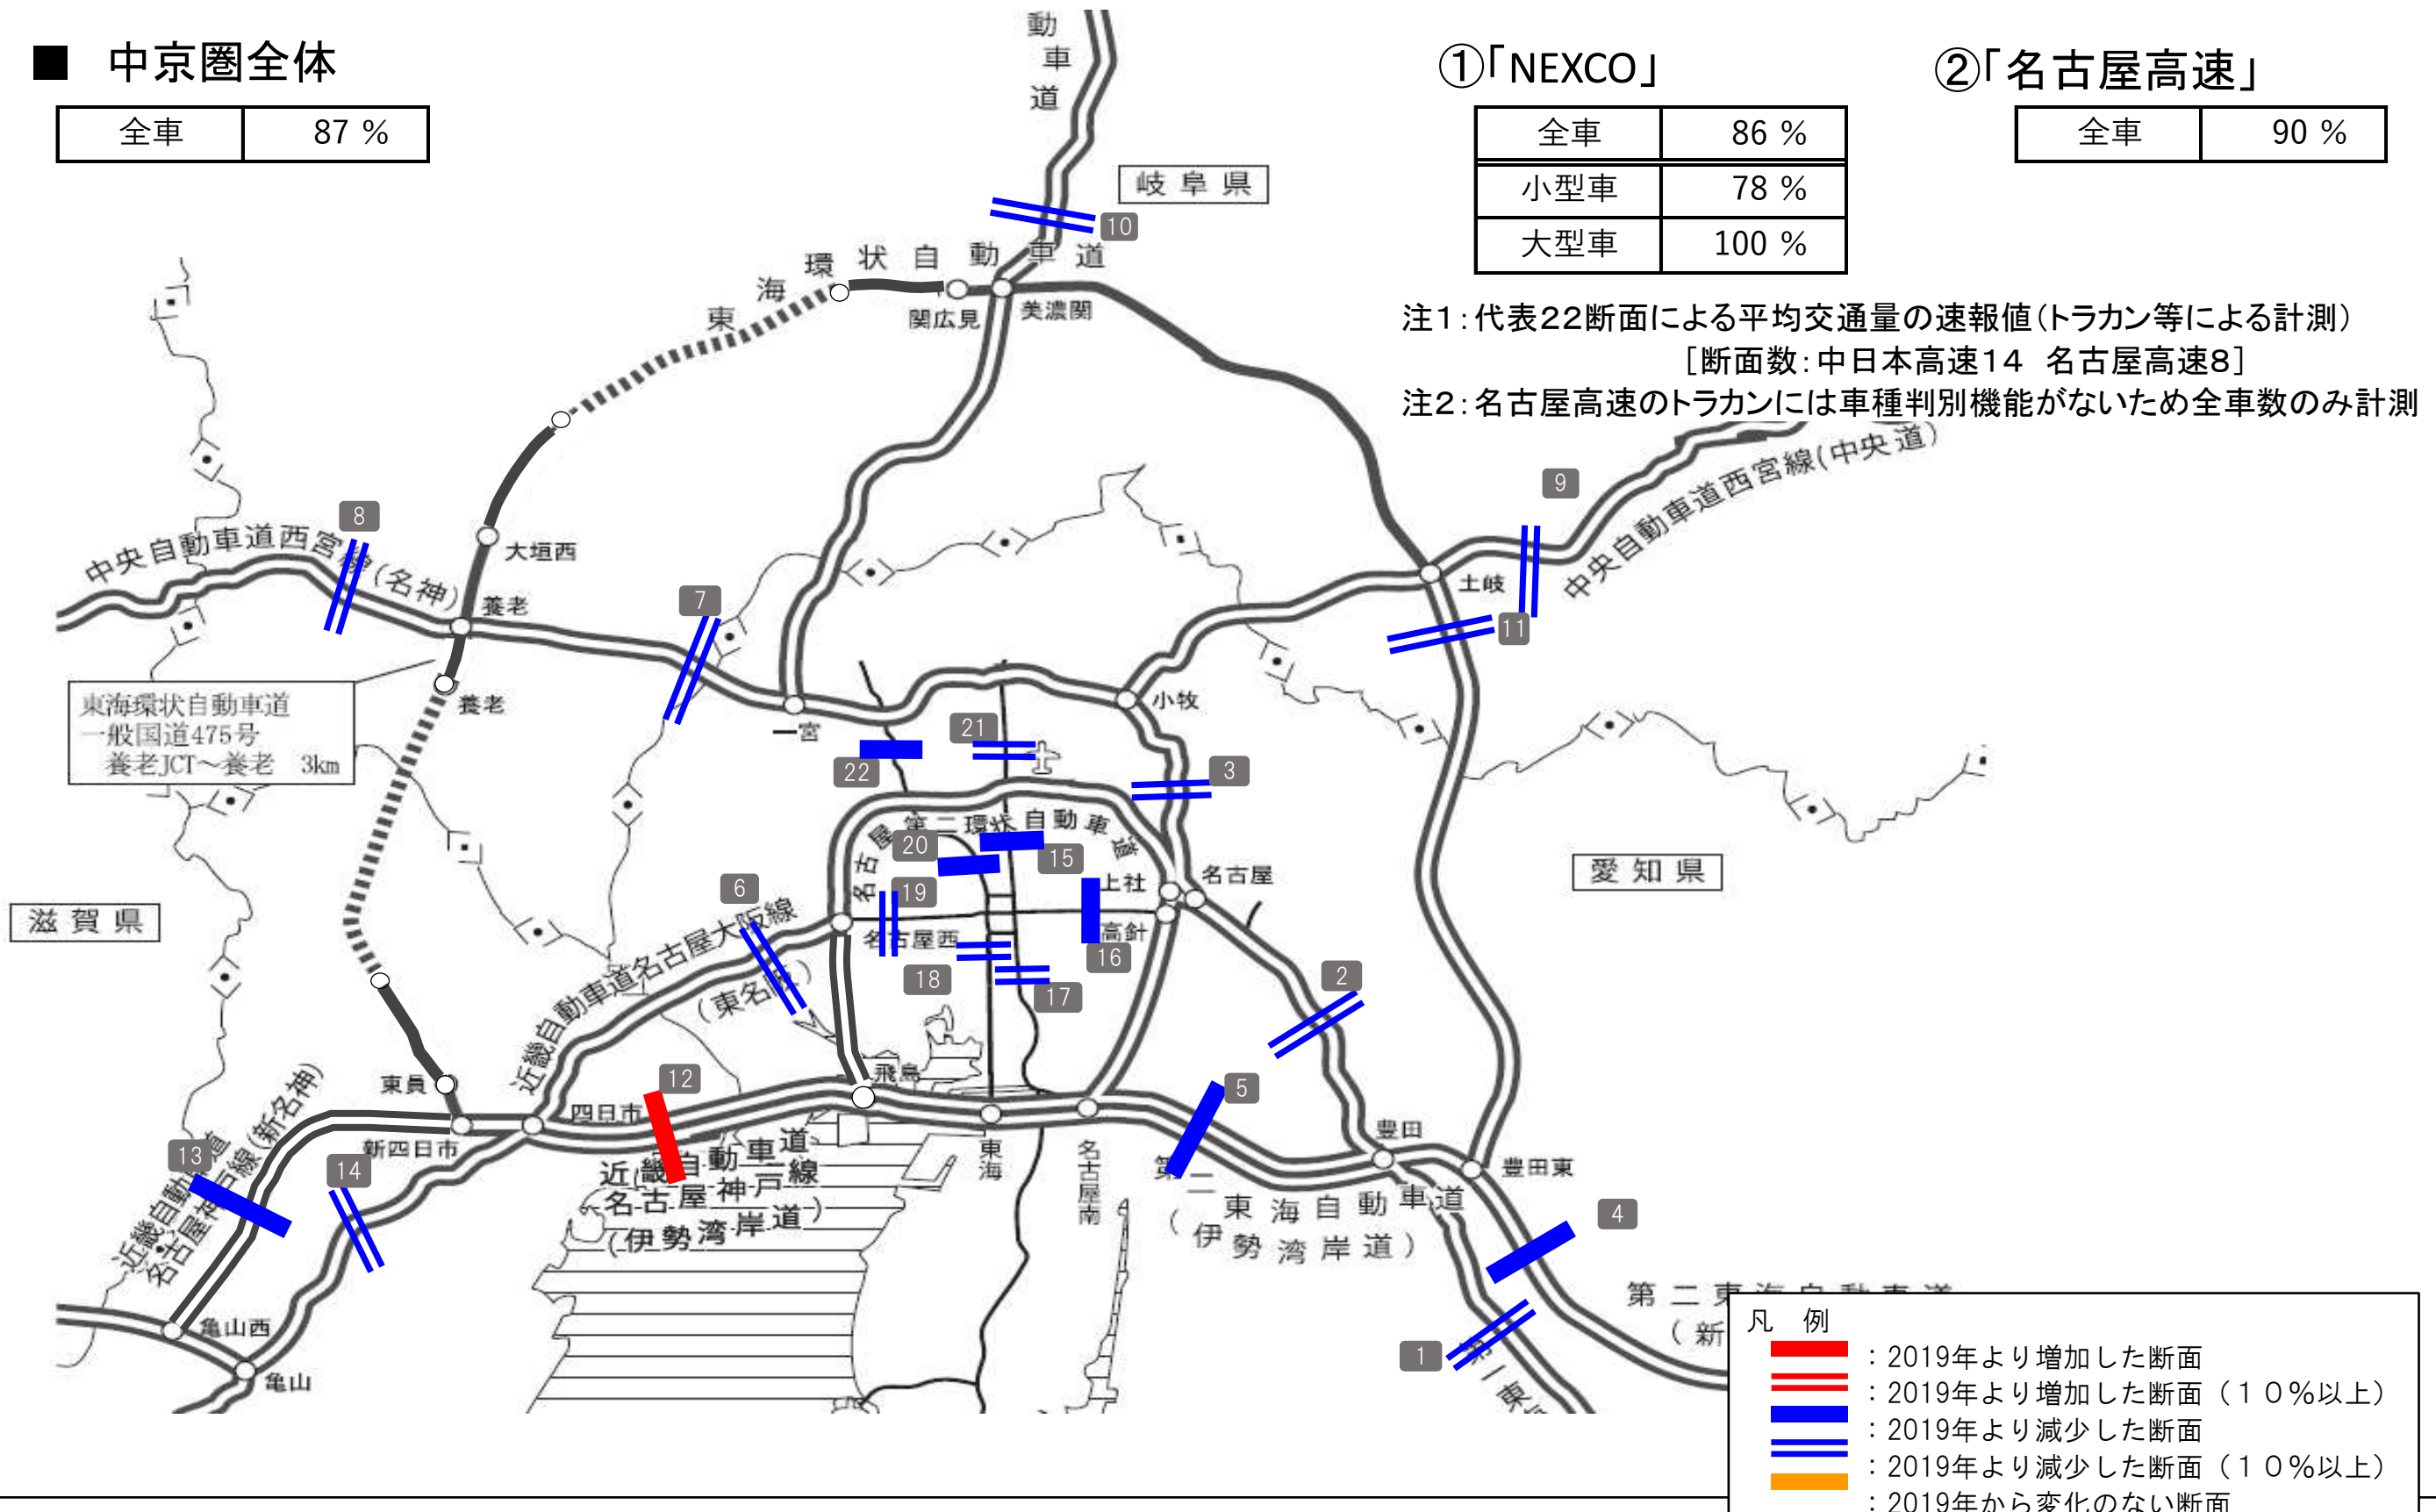 ■ 中京圏全体
全車 87 %
①「NEXCO」
全車 86 %
小型車 78 %
大型車 100 %
②「名古屋高速」
全車 90 %
注1:代表22断面による平均交通量の速報値(トラカン等による計測)
[断面数:中日本高速14 名古屋高速8]
注2:名古屋高速のトラカンには車種判別機能がないため全車数のみ計測
動車道
岐阜県
10
東海環状自動車道
関広見
美濃関
中央自動車道西宮線(中央道)
9
8
中央自動車道西宮線(名神)
大垣西
養老
7
土岐
11
東海環状自動車道
一般国道475号
養老JCT~養老 3km
養老
一宮
小牧
21
22
3
名古屋第二環状自動車道
20
15
上社
名古屋
愛知県
滋賀県
6
19
近畿自動車道名古屋大阪線
(東名阪)
名古屋西
高針
16
18
17
2
飛島
東員
12
四日市
5
新四日市
近畿自動車道
名古屋神戸線(新名神)
13
14
近畿自動車道
名古屋神戸線
(伊勢湾岸道)
東海
名古屋南
豊田
豊田東
第二東海自動車道
(伊勢湾岸道)
4
第二東海自動車道
(新
1
第一東
亀山西
亀山
凡 例
:2019年より増加した断面
:2019年より増加した断面(10%以上)
:2019年より減少した断面
:2019年より減少した断面(10%以上)
:2019年から変化のない断面